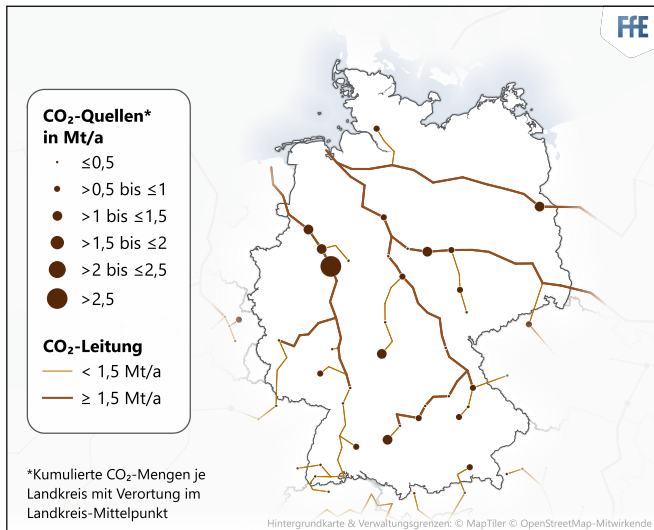 FfE
CO₂-Quellen*
in Mt/a
≤0,5
>0,5 bis ≤1
>1 bis ≤1,5
>1,5 bis ≤2
>2 bis ≤2,5
>2,5
CO₂-Leitung
< 1,5 Mt/a
≥ 1,5 Mt/a
*Kumulierte CO₂-Mengen je
Landkreis mit Verortung im
Landkreis-Mittelpunkt
Hintergrundkarte & Verwaltungsgrenzen: © MapTiler © OpenStreetMap-Mitwirkende